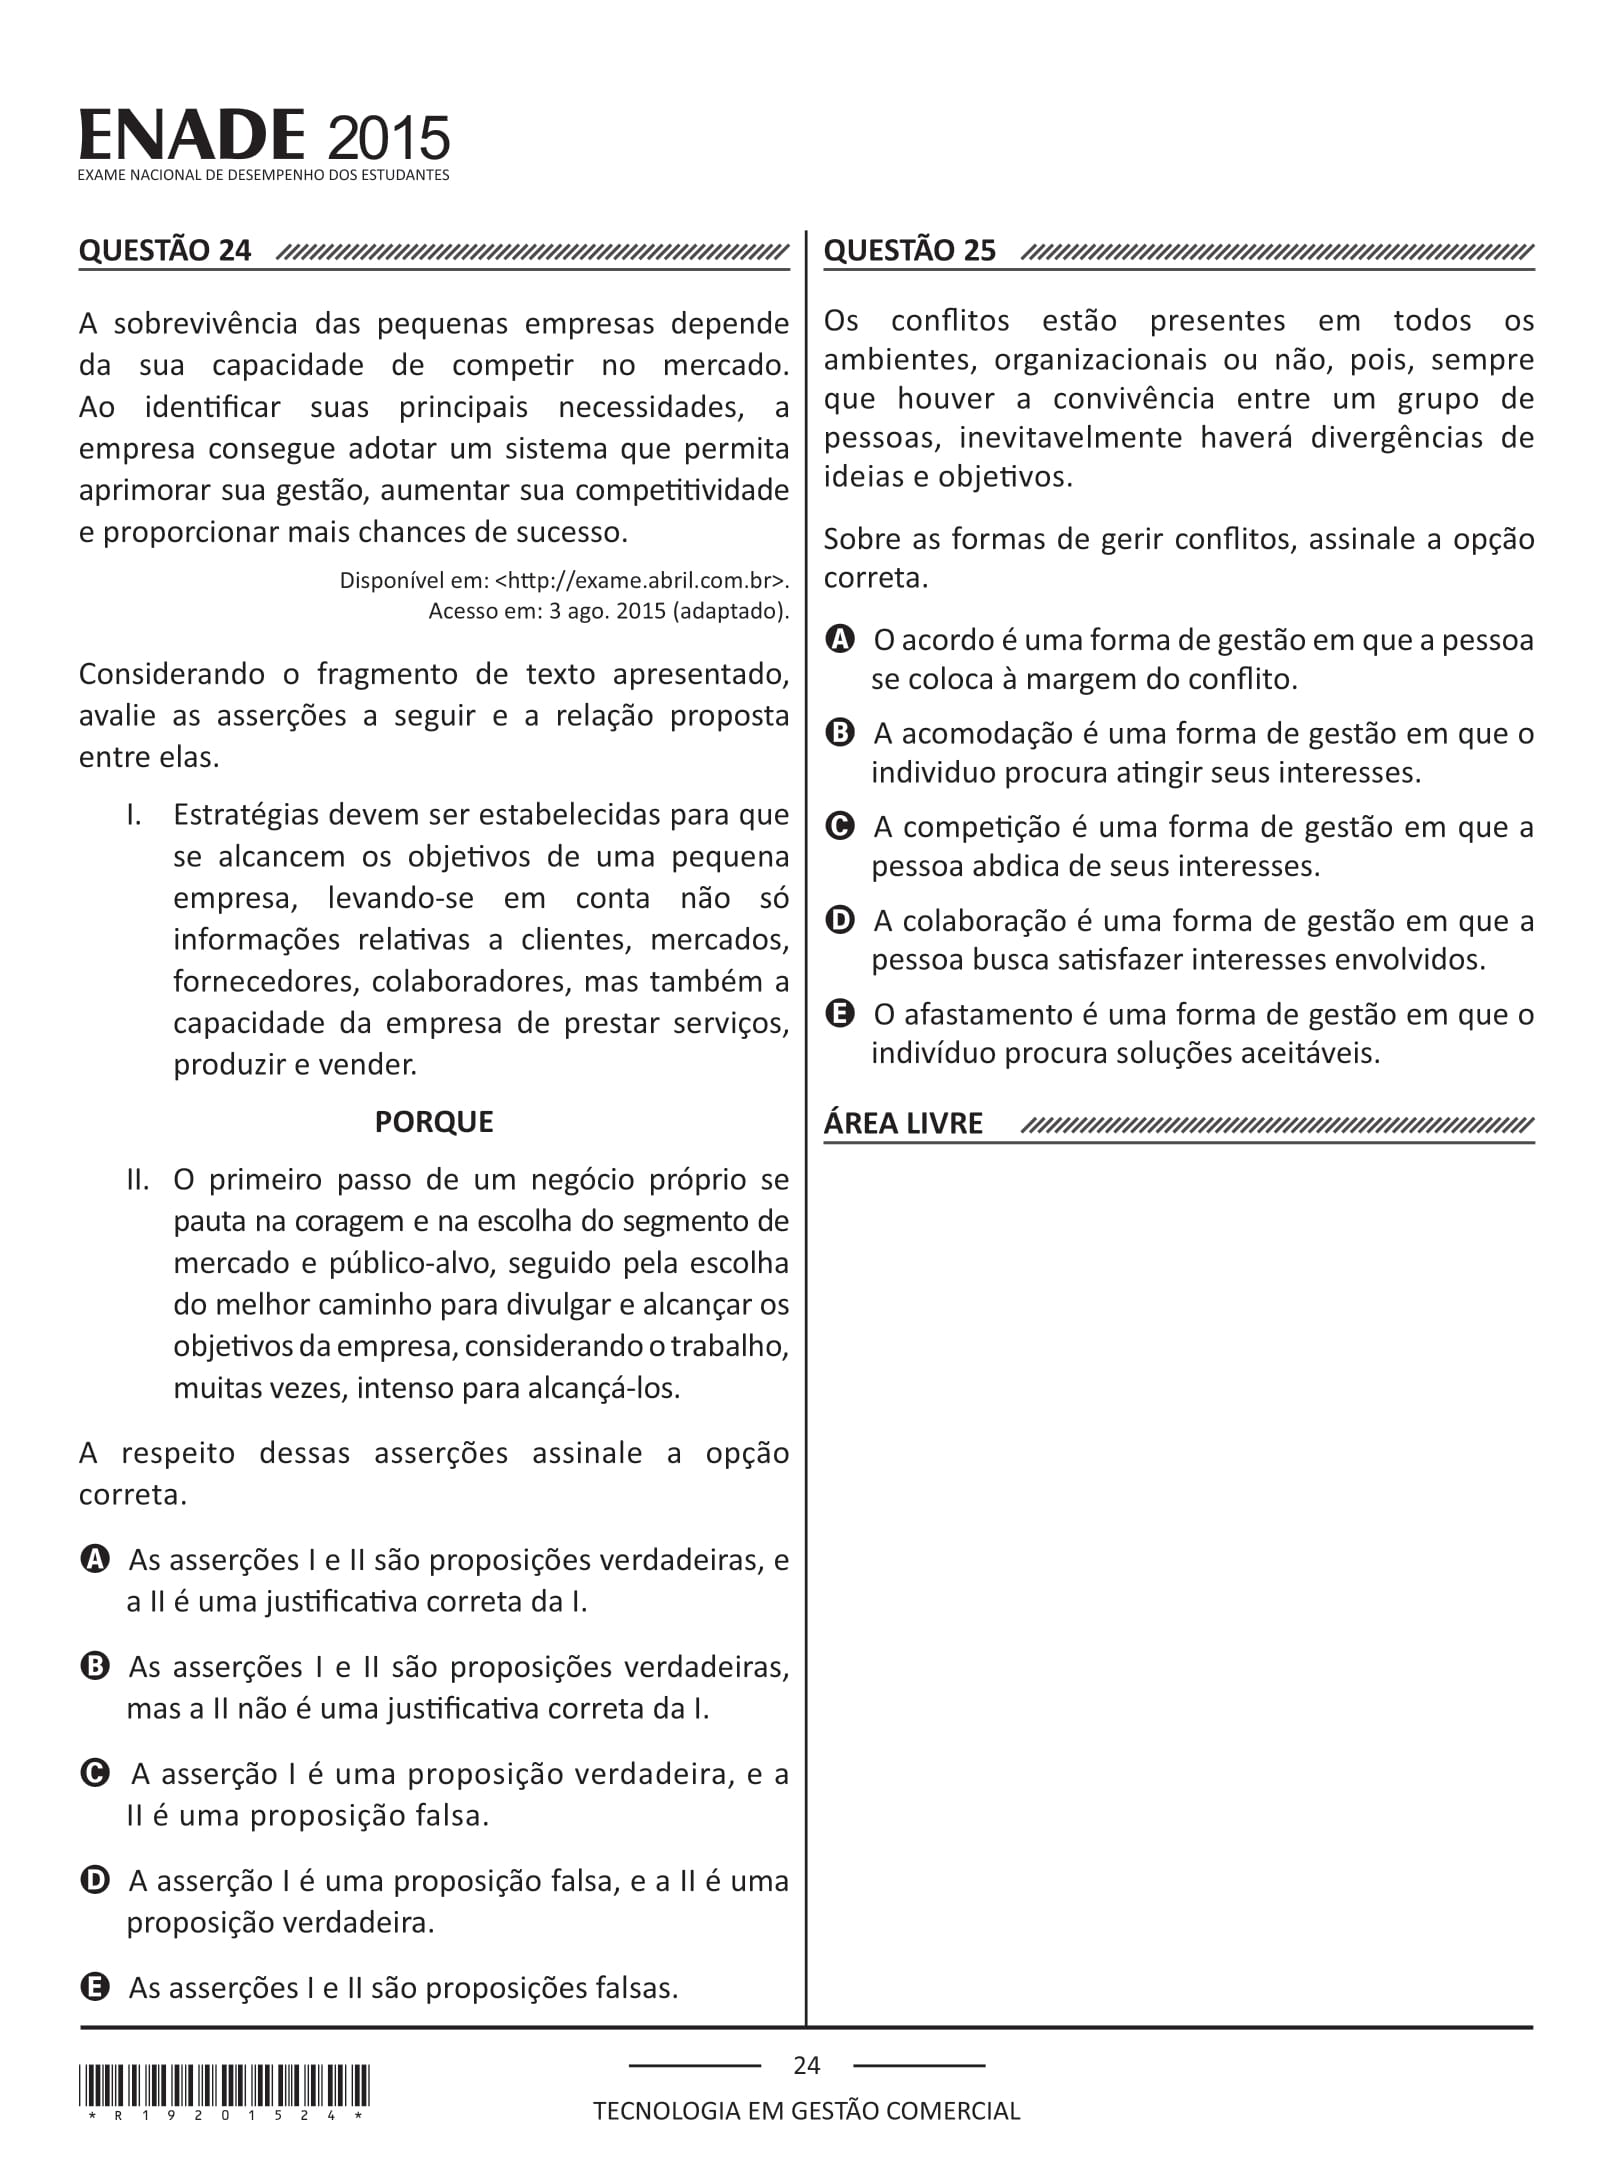 ENADE 2015
EXAME NACIONAL DE DESEMPENHO DOS ESTUDANTES
QUESTÃO 24
A sobrevivência das pequenas empresas depende
da sua capacidade de competir no mercado.
Ao identificar suas principais necessidades, a
empresa consegue adotar um sistema que permita
aprimorar sua gestão, aumentar sua competitividade
e proporcionar mais chances de sucesso.
Disponível em: <http://exame.abril.com.br>.
Acesso em: 3 ago. 2015 (adaptado).
Considerando o fragmento de texto apresentado,
avalie as asserções a seguir e a relação proposta
entre elas.
I. Estratégias devem ser estabelecidas para que
se alcancem os objetivos de uma pequena
empresa, levando-se em conta não só
informações relativas a clientes, mercados,
fornecedores, colaboradores, mas também a
capacidade da empresa de prestar serviços,
produzir e vender.
PORQUE
II. O primeiro passo de um negócio próprio se
pauta na coragem e na escolha do segmento de
mercado e público-alvo, seguido pela escolha
do melhor caminho para divulgar e alcançar os
objetivos da empresa, considerando o trabalho,
muitas vezes, intenso para alcançá-los.
A respeito dessas asserções assinale a opção
correta.
A As asserções I e II são proposições verdadeiras, e
a II é uma justificativa correta da I.
B As asserções I e II são proposições verdadeiras,
mas a II não é uma justificativa correta da I.
C A asserção I é uma proposição verdadeira, e a
II é uma proposição falsa.
D A asserção I é uma proposição falsa, e a II é uma
proposição verdadeira.
E As asserções I e II são proposições falsas.
QUESTÃO 25
Os conflitos estão presentes em todos os
ambientes, organizacionais ou não, pois, sempre
que houver a convivência entre um grupo de
pessoas, inevitavelmente haverá divergências de
ideias e objetivos.
Sobre as formas de gerir conflitos, assinale a opção
correta.
A O acordo é uma forma de gestão em que a pessoa
se coloca à margem do conflito.
B A acomodação é uma forma de gestão em que o
individuo procura atingir seus interesses.
C A competição é uma forma de gestão em que a
pessoa abdica de seus interesses.
D A colaboração é uma forma de gestão em que a
pessoa busca satisfazer interesses envolvidos.
E O afastamento é uma forma de gestão em que o
indivíduo procura soluções aceitáveis.
ÁREA LIVRE
*R19201524*
24
TECNOLOGIA EM GESTÃO COMERCIAL